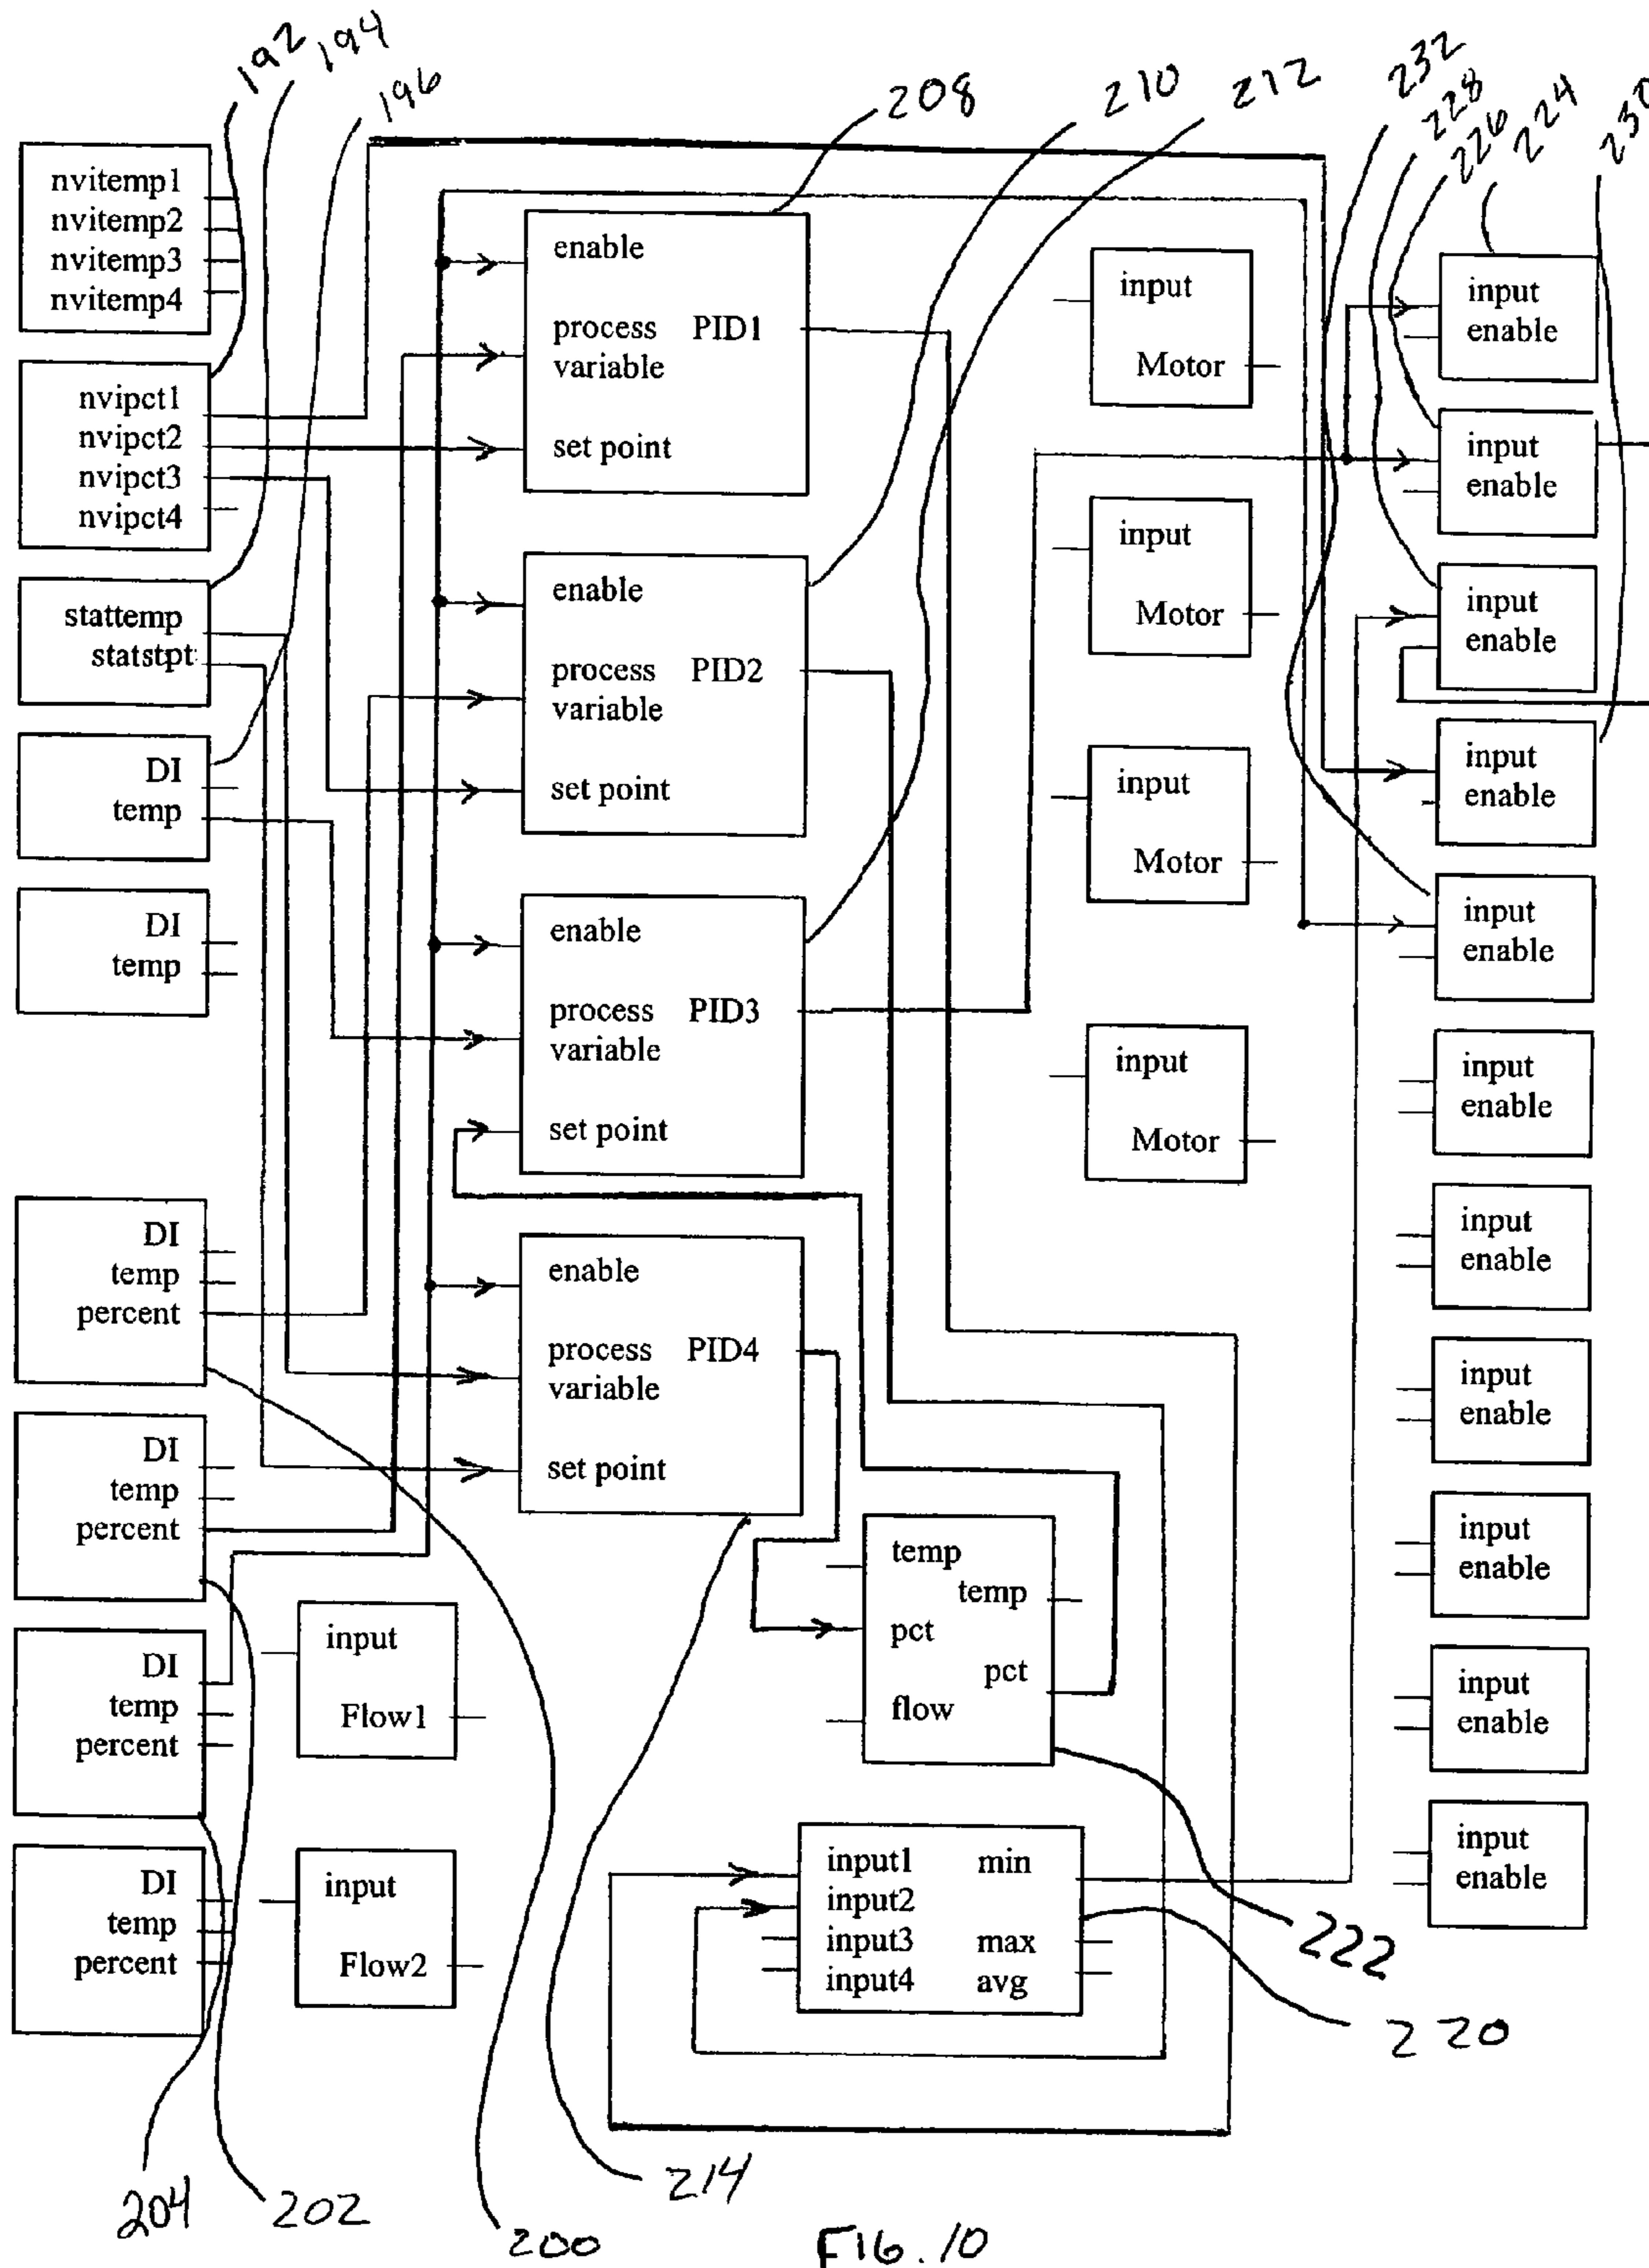 192
194
196
208
210
212
232
228
226
224
nvitemp1
nvitemp2
nvitemp3
nvitemp4
nvipct1
nvipct2
nvipct3
nvipct4
stattemp
statstpt
DI
temp
DI
temp
DI
temp
percent
DI
temp
percent
DI
temp
percent
DI
temp
percent
input
Flow1
input
Flow2
enable
process PID1
variable
set point
enable
process PID2
variable
set point
enable
process PID3
variable
set point
enable
process PID4
variable
set point
temp
temp
pct
pct
flow
input1 min
input2
input3 max
input4 avg
input
Motor
input
Motor
input
Motor
input
Motor
input
enable
input
enable
input
enable
input
enable
input
enable
input
enable
input
enable
input
enable
input
enable
input
enable
input
enable
222
220
214
204
202
200
FIG. 10